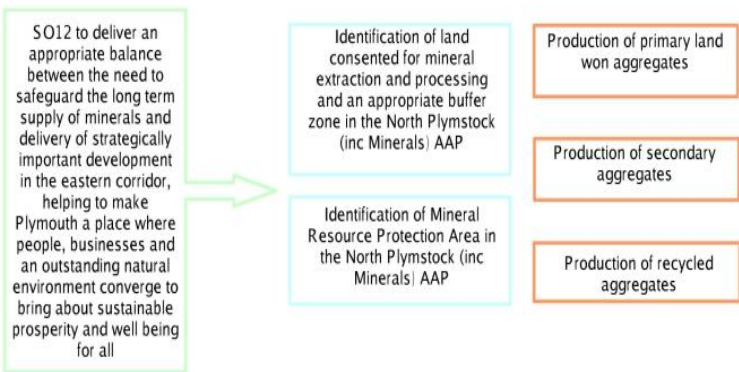 SO12 to deliver an
appropriate balance
between the need to
safeguard the long term
supply of minerals and
delivery of strategically
important development
in the eastern corridor,
helping to make
Plymouth a place where
people, businesses and
an outstanding natural
environment converge to
bring about sustainable
prosperity and well being
for all
Identification of land
consented for mineral
extraction and processing
and an appropriate buffer
zone in the North Plymstock
(inc Minerals) AAP
Identification of Mineral
Resource Protection Area in
the North Plymstock (inc
Minerals) AAP
Production of primary land
won aggregates
Production of secondary
aggregates
Production of recycled
aggregates